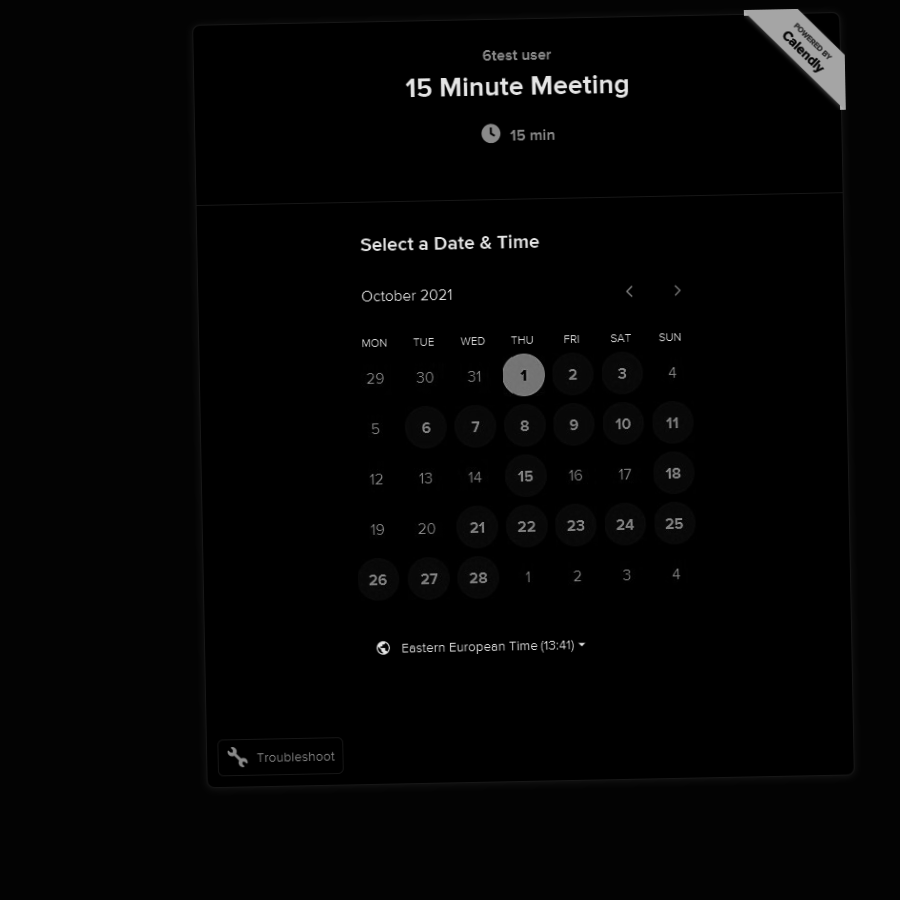 POWERED BY
Calendly
6test user
15 Minute Meeting
15 min
Select a Date & Time
October 2021
MON TUE WED THU FRI SAT SUN
29 30 31 1 2 3 4
5 6 7 8 9 10 11
12 13 14 15 16 17 18
19 20 21 22 23 24 25
26 27 28 1 2 3 4
Eastern European Time (13:41)
Troubleshoot